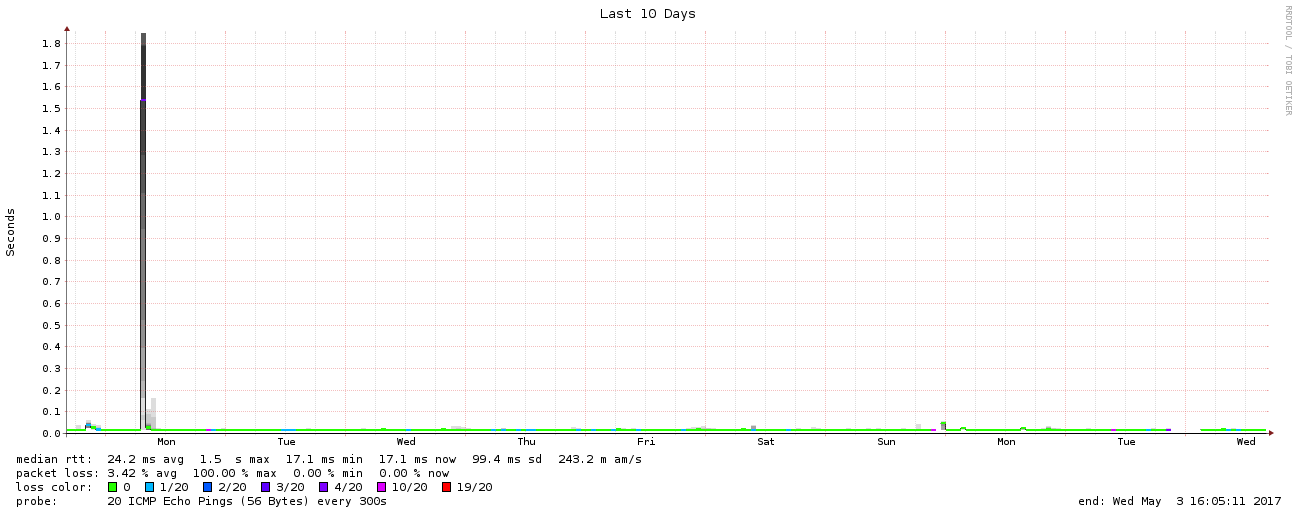 Last 10 Days
RRDTOOL / TOBI OETIKER
Seconds
1.8
1.7
1.6
1.5
1.4
1.3
1.2
1.1
1.0
0.9
0.8
0.7
0.6
0.5
0.4
0.3
0.2
0.1
0.0
Mon Tue Wed Thu Fri Sat Sun Mon Tue Wed
median rtt: 24.2 ms avg 1.5 s max 17.1 ms min 17.1 ms now 99.4 ms sd 243.2 m am/s
packet loss: 3.42 % avg 100.00 % max 0.00 % min 0.00 % now
loss color: 0 1/20 2/20 3/20 4/20 10/20 19/20
probe: 20 ICMP Echo Pings (56 Bytes) every 300s end: Wed May 3 16:05:11 2017